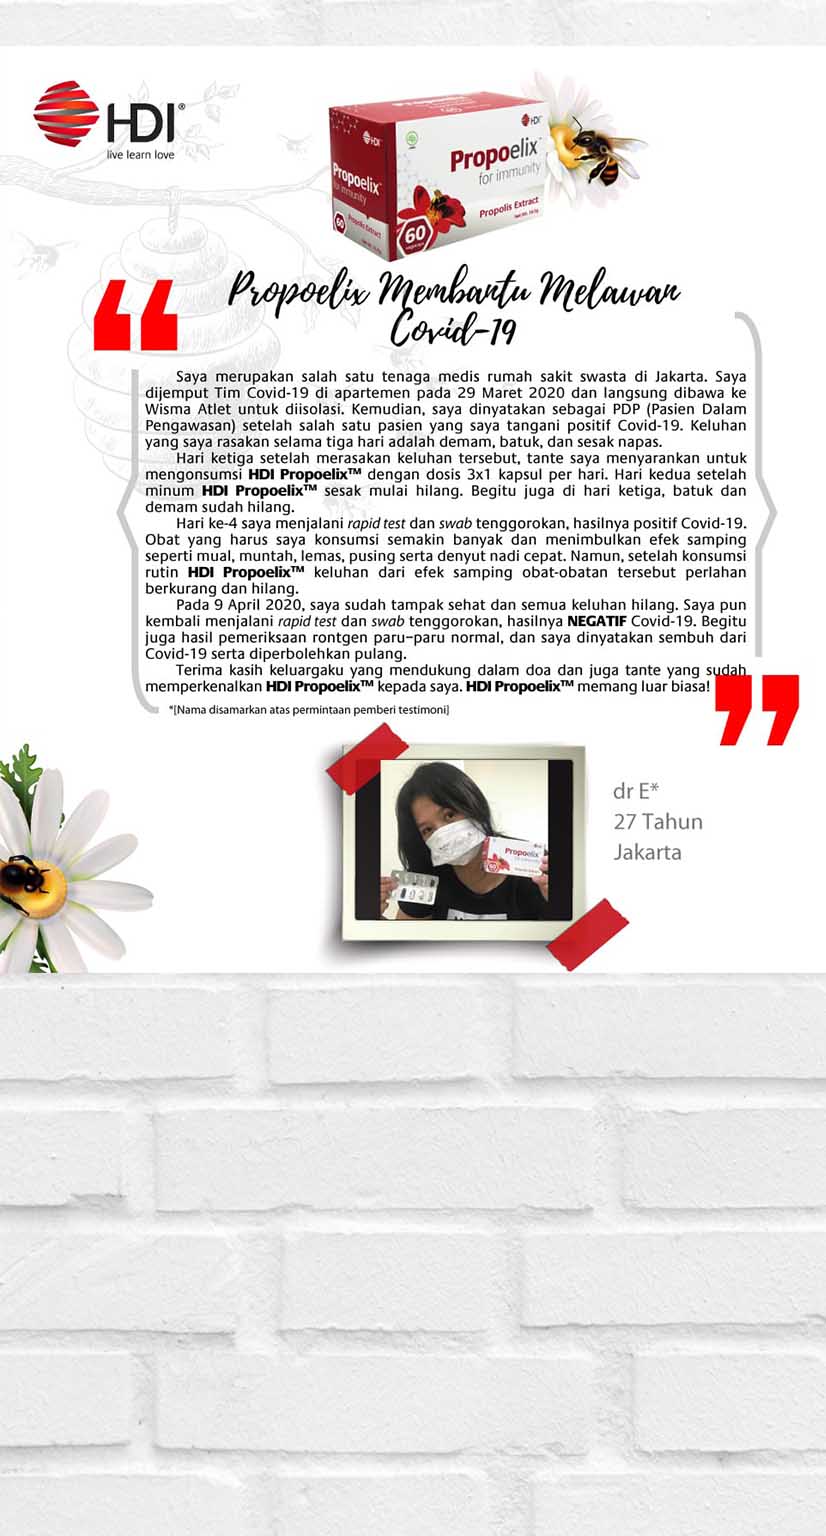 HDI®
live learn love
HDI
Propoelix™
for immunity
Propolis Extract
60
Propoelix™
for immunity
60
Propolis Extract
Propoelix Membantu Melawan
Covid-19
Saya merupakan salah satu tenaga medis rumah sakit swasta di Jakarta. Saya
dijemput Tim Covid-19 di apartemen pada 29 Maret 2020 dan langsung dibawa ke
Wisma Atlet untuk diisolasi. Kemudian, saya dinyatakan sebagai PDP (Pasien Dalam
Pengawasan) setelah salah satu pasien yang saya tangani positif Covid-19. Keluhan
yang saya rasakan selama tiga hari adalah demam, batuk, dan sesak napas.
Hari ketiga setelah merasakan keluhan tersebut, tante saya menyarankan untuk
mengonsumsi HDI Propoelix™ dengan dosis 3x1 kapsul per hari. Hari kedua setelah
minum HDI Propoelix™ sesak mulai hilang. Begitu juga di hari ketiga, batuk dan
demam sudah hilang.
Hari ke-4 saya menjalani rapid test dan swab tenggorokan, hasilnya positif Covid-19.
Obat yang harus saya konsumsi semakin banyak dan menimbulkan efek samping
seperti mual, muntah, lemas, pusing serta denyut nadi cepat. Namun, setelah konsumsi
rutin HDI Propoelix™ keluhan dari efek samping obat-obatan tersebut perlahan
berkurang dan hilang.
Pada 9 April 2020, saya sudah tampak sehat dan semua keluhan hilang. Saya pun
kembali menjalani rapid test dan swab tenggorokan, hasilnya NEGATIF Covid-19. Begitu
juga hasil pemeriksaan rontgen paru-paru normal, dan saya dinyatakan sembuh dari
Covid-19 serta diperbolehkan pulang.
Terima kasih keluargaku yang mendukung dalam doa dan juga tante yang sudah
memperkenalkan HDI Propoelix™ kepada saya. HDI Propoelix™ memang luar biasa!
*[Nama disamarkan atas permintaan pemberi testimoni]
Propoelix
dr E*
27 Tahun
Jakarta